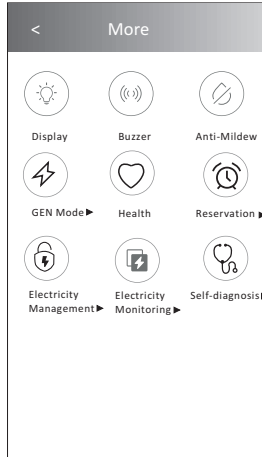 < More
Display Buzzer Anti-Mildew
GEN Mode▶ Health Reservation▶
Electricity Electricity Self-diagnosis
Management▶ Monitoring▶